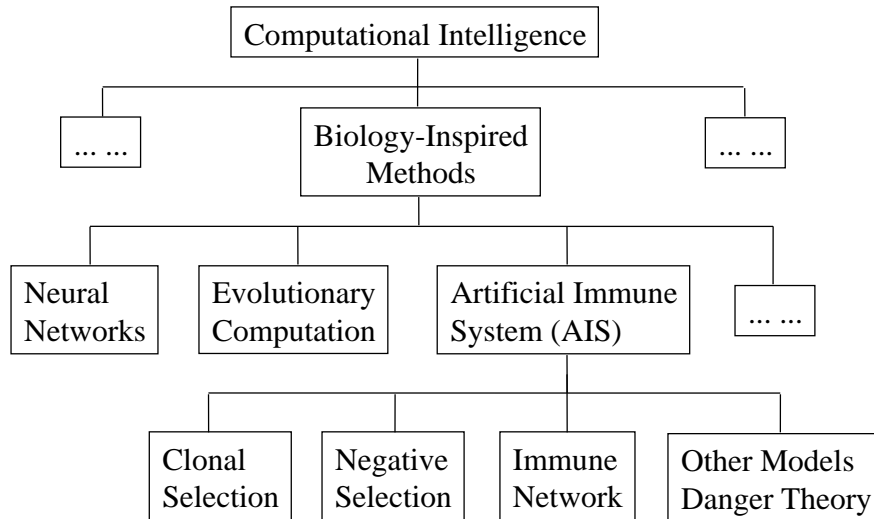 Computational Intelligence
... ...
Biology-Inspired
Methods
... ...
Neural
Networks
Evolutionary
Computation
Artificial Immune
System (AIS)
... ...
Clonal
Selection
Negative
Selection
Immune
Network
Other Models
Danger Theory